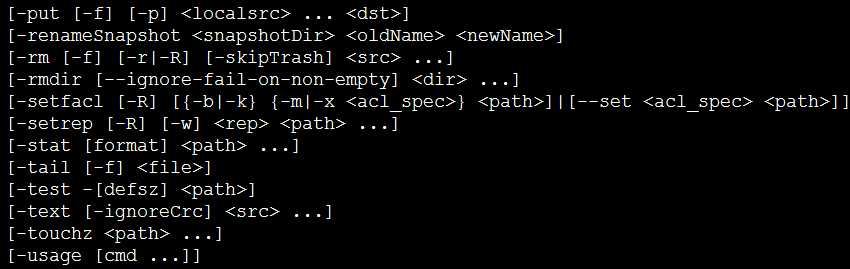 [-put [-f] [-p] <localsrc> ... <dst>]
[-renameSnapshot <snapshotDir> <oldName> <newName>]
[-rm [-f] [-r|-R] [-skipTrash] <src> ...]
[-rmdir [--ignore-fail-on-non-empty] <dir> ...]
[-setfacl [-R] [{-b|-k} {-m|-x <acl_spec>} <path>]|[--set <acl_spec> <path>]]
[-setrep [-R] [-w] <rep> <path> ...]
[-stat [format] <path> ...]
[-tail [-f] <file>]
[-test -[defsz] <path>]
[-text [-ignoreCrc] <src> ...]
[-touchz <path> ...]
[-usage [cmd ...]]